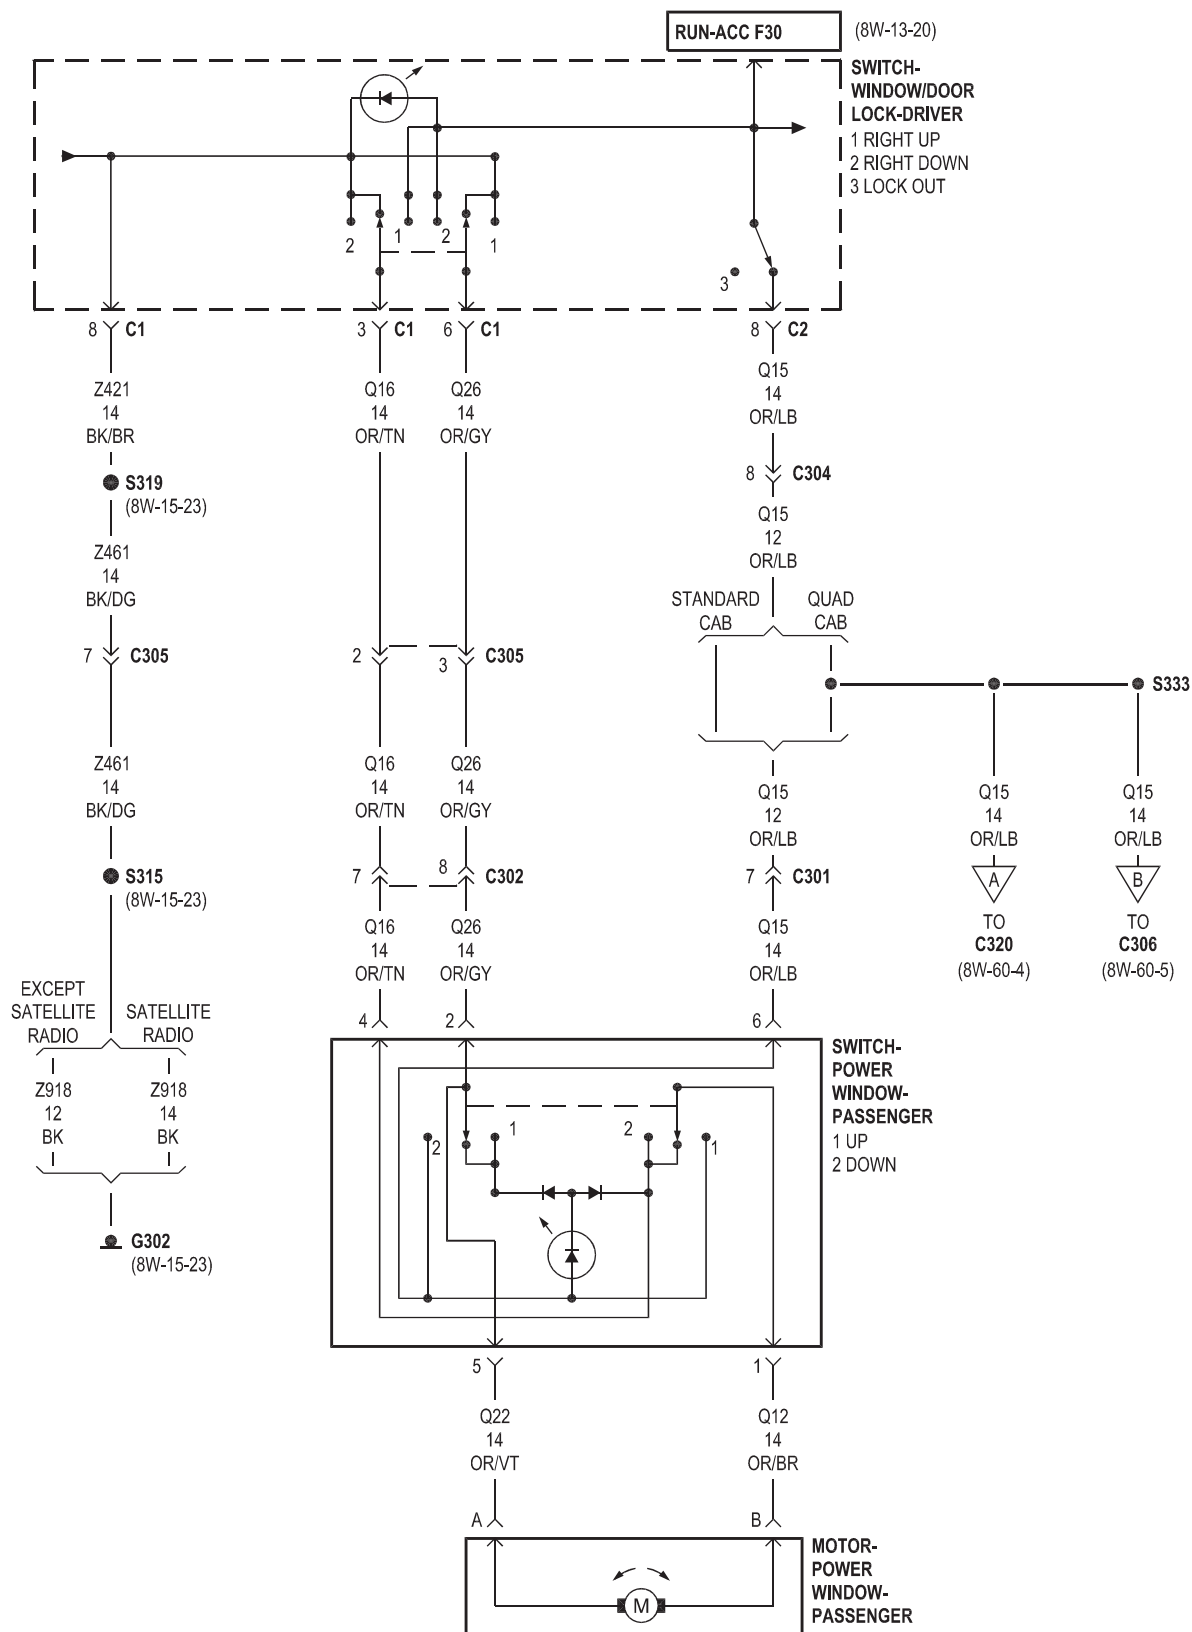 RUN-ACC F30
(8W-13-20)
SWITCH-
WINDOW/DOOR
LOCK-DRIVER
1 RIGHT UP
2 RIGHT DOWN
3 LOCK OUT
2
1
2
1
3
8 C1
3 C1
6 C1
8 C2
Z421
14
BK/BR
Q16
14
OR/TN
Q26
14
OR/GY
Q15
14
OR/LB
S319
(8W-15-23)
8 C304
Z461
14
BK/DG
Q15
12
OR/LB
STANDARD
CAB
QUAD
CAB
7 C305
2
3 C305
S333
Z461
14
BK/DG
Q16
14
OR/TN
Q26
14
OR/GY
Q15
12
OR/LB
Q15
14
OR/LB
Q15
14
OR/LB
S315
(8W-15-23)
7
8 C302
7 C301
A
B
TO
C320
(8W-60-4)
TO
C306
(8W-60-5)
Q16
14
OR/TN
Q26
14
OR/GY
Q15
14
OR/LB
EXCEPT
SATELLITE
RADIO
SATELLITE
RADIO
4
2
6
SWITCH-
POWER
WINDOW-
PASSENGER
1 UP
2 DOWN
Z918
12
BK
Z918
14
BK
2
1
2
1
G302
(8W-15-23)
5
1
Q22
14
OR/VT
Q12
14
OR/BR
A
B
MOTOR-
POWER
WINDOW-
PASSENGER
M